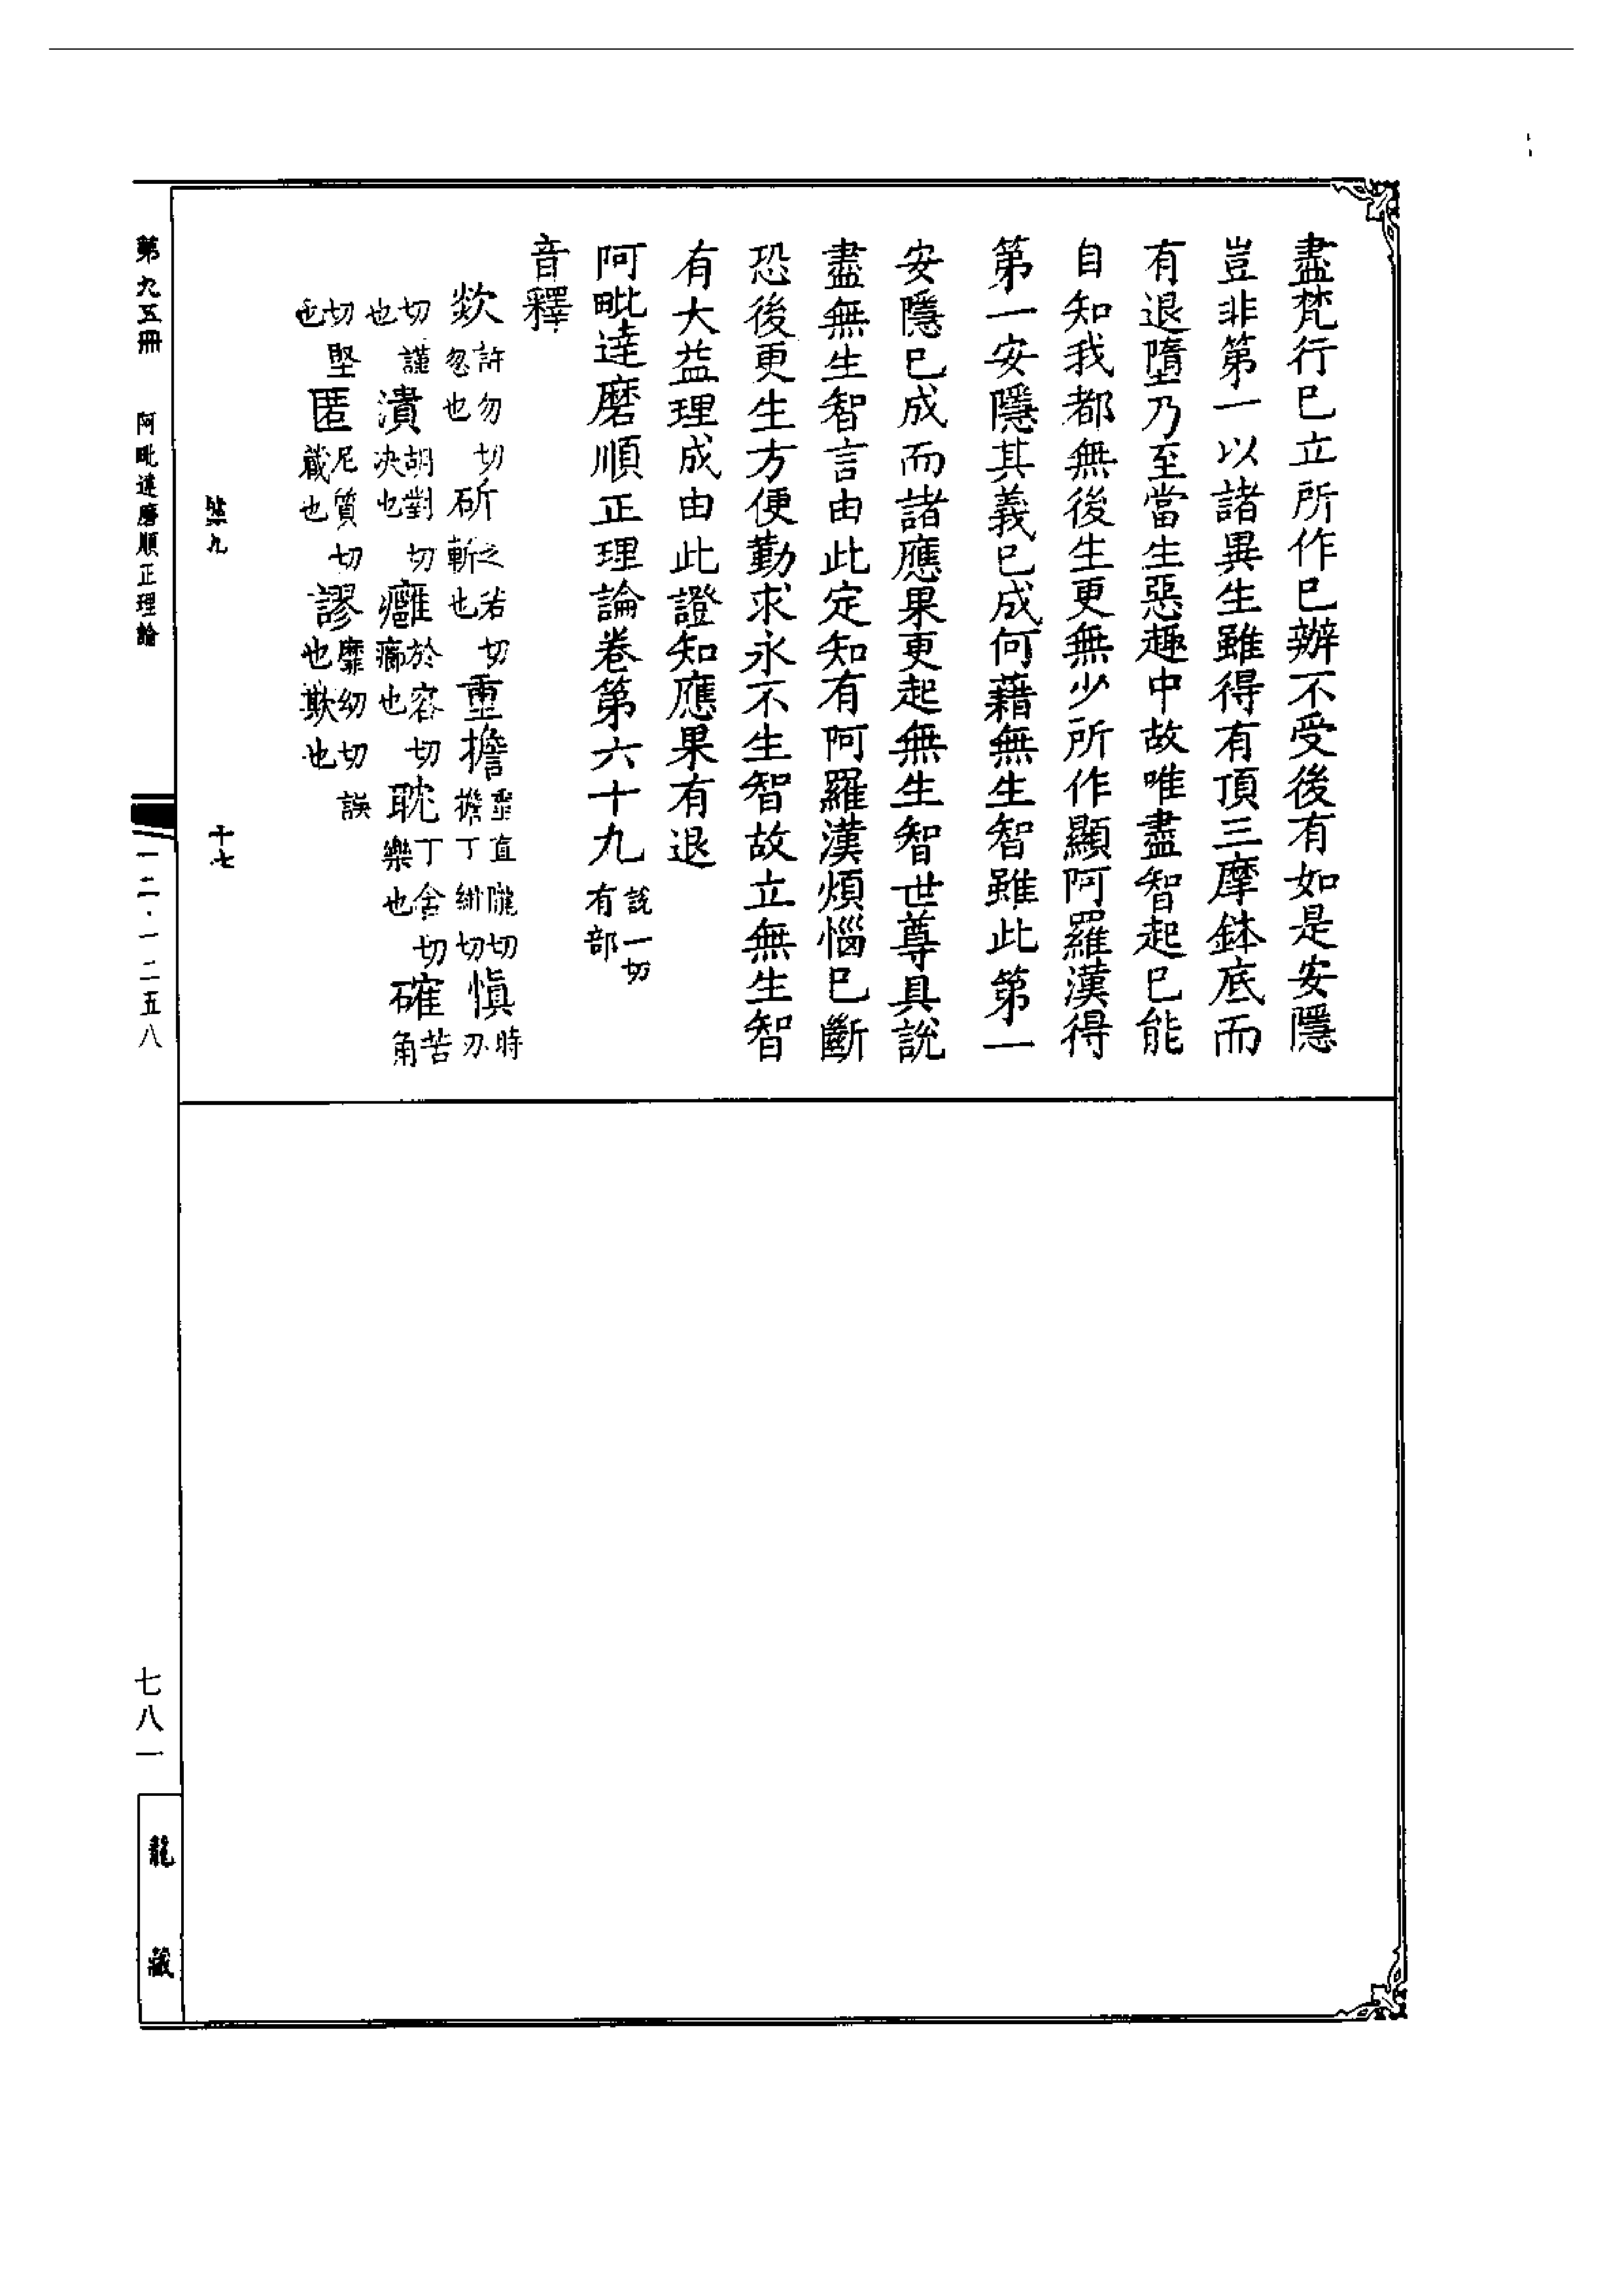 盡梵行已立所作已辦不受後有如是安隱
豈非第一以諸異生雖得有頂三摩鉢底而
有退墮乃至當生惡趣中故唯盡智起已能
自知我都無後生更無少所作顯阿羅漢得
第一安隱其義已成何藉無生智雖此第一
安隱已成而諸應果更起無生智世尊具說
盡無生智言由此定知有阿羅漢煩惱已斷
恐後更生方便勤求永不生智故立無生智
有大益理成由此證知應果有退
阿毗達磨順正理論卷第六十九 說一切有部
音釋
欻 許勿切忽也 斫 之若切斬也 重擔 重直隴切擔丁紺切 愼 時刃
切謹也 潰 胡對切決也 癰 於容切癤也 耽 丁含切樂也 確 苦角
切堅也 匿 尼質切藏也 謬 靡幼切誤也欺也
九
十七
第九五冊 阿毗達磨順正理論
一二·一二五八
七八一
龍藏